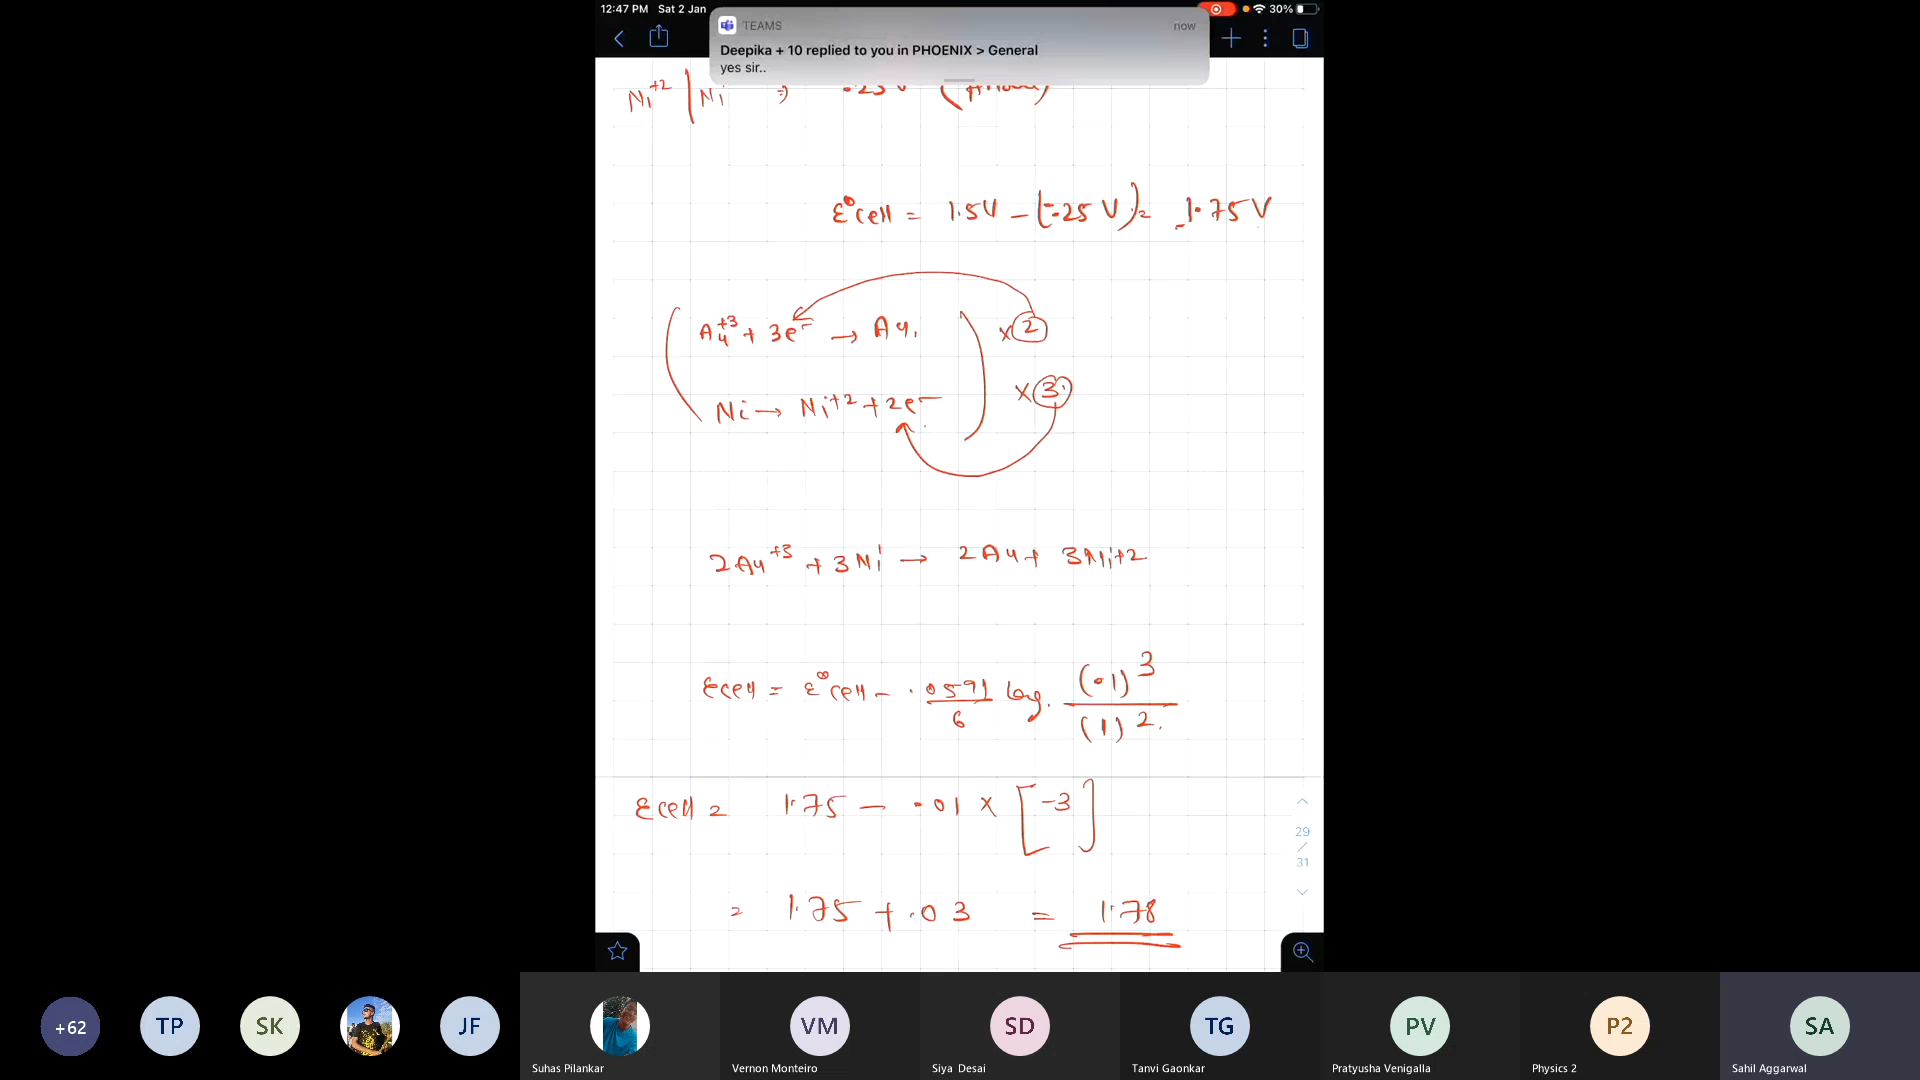 12:47 PM Sat 2 Jan
30%
TEAMS
now
Deepika + 10 replied to you in PHOENIX > General
yes sir..
Ni+2 | Ni
ε°cell = 1.5V - (-.25 V) = 1.75V
Au+3 + 3e- → Au, ×2
Ni → Ni+2 + 2e- ×3
2Au+3 + 3Ni → 2Au + 3Ni+2
Ecell = ε°cell - .0591/6 log (.1)^3/(1)^2.
Ecell = 1.75 - .01 × [-3]
= 1.75 + .03 = 1.78
29
/
31
+62
TP
SK
JF
VM
SD
TG
PV
P2
SA
Suhas Pilankar
Vernon Monteiro
Siya Desai
Tanvi Gaonkar
Pratyusha Venigalla
Physics 2
Sahil Aggarwal